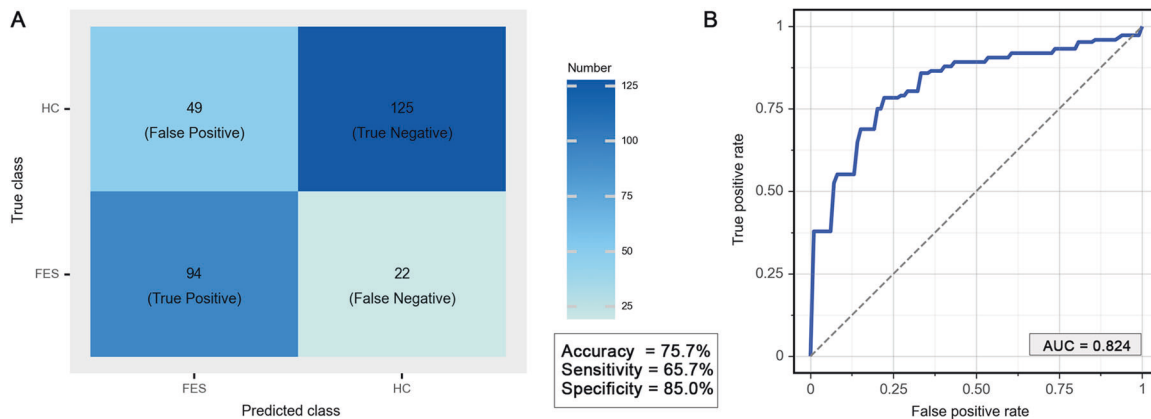 A
HC
FES
True class
49
(False Positive)
125
(True Negative)
94
(True Positive)
22
(False Negative)
FES
HC
Predicted class
Number
125
100
75
50
25
Accuracy = 75.7%
Sensitivity = 65.7%
Specificity = 85.0%
B
True positive rate
1
0.75
0.50
0.25
0
AUC = 0.824
0
0.25
0.50
0.75
1
False positive rate